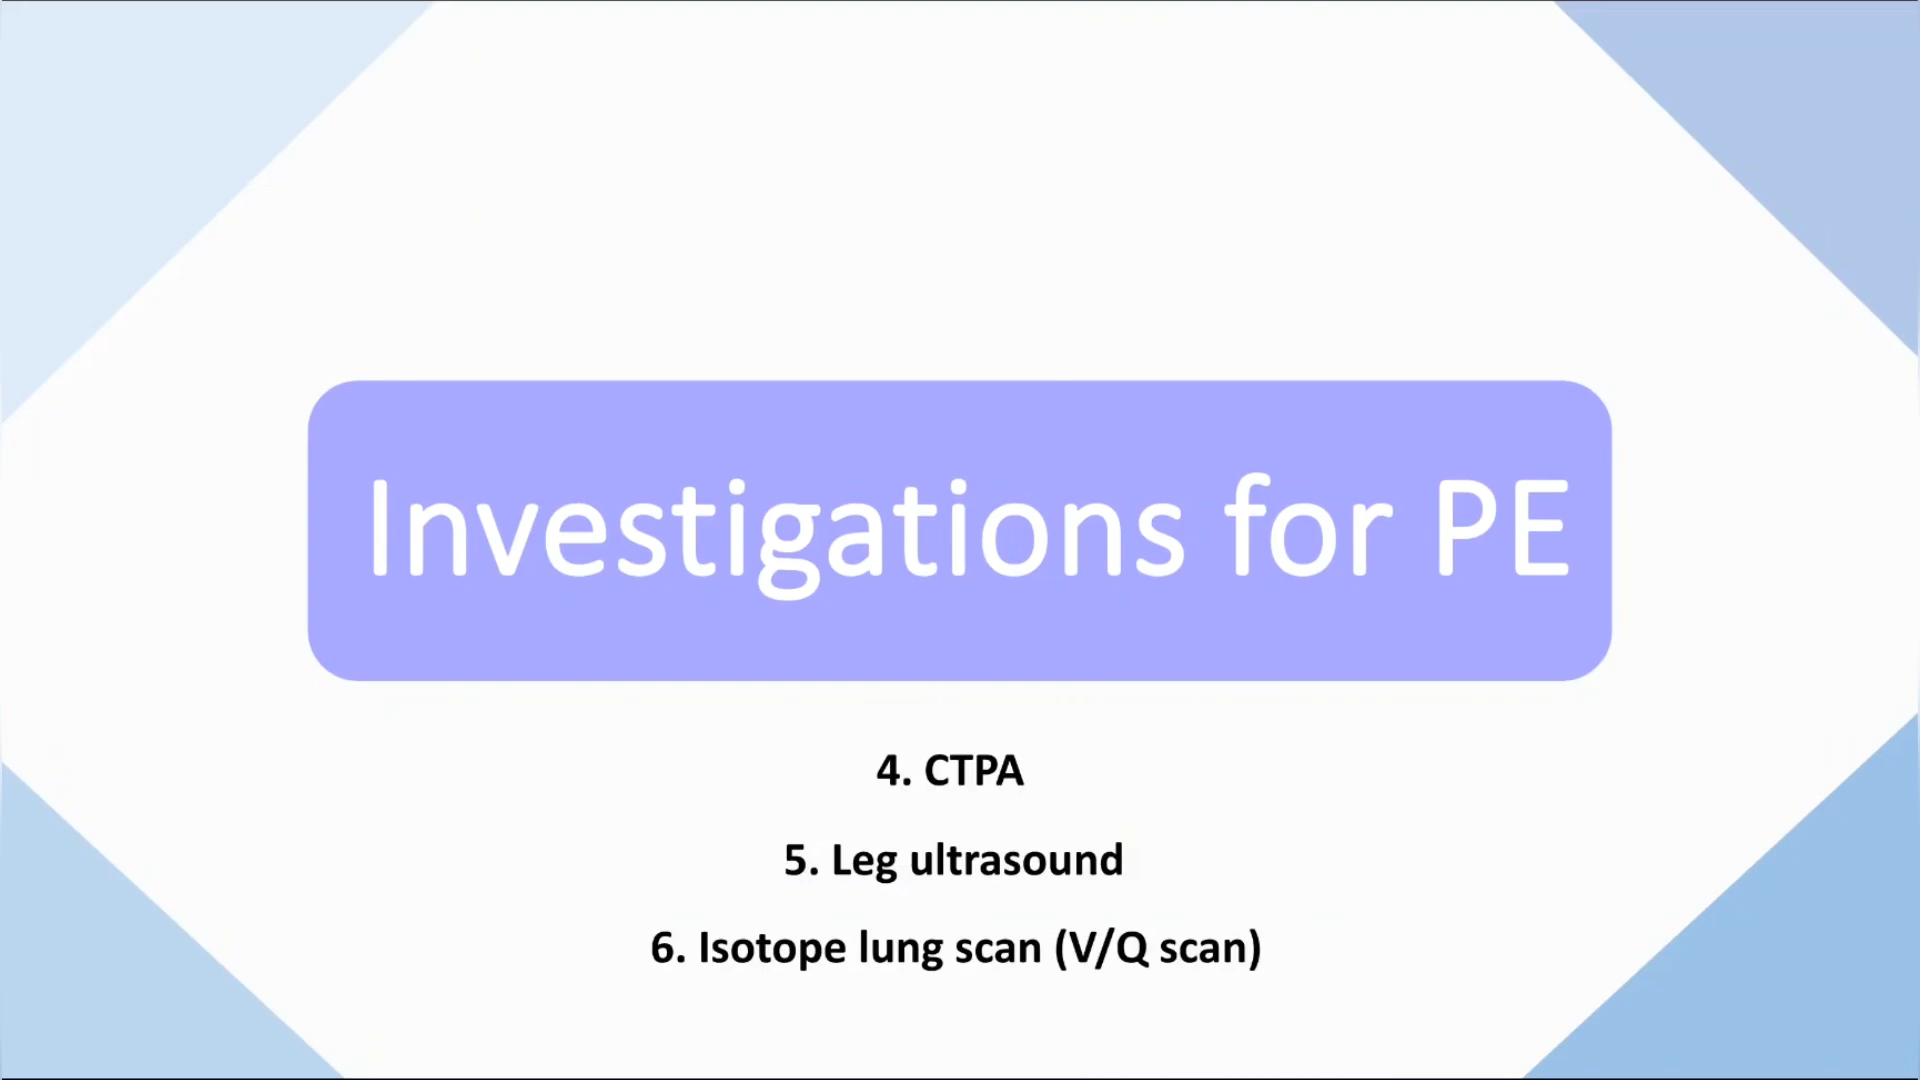 Investigations for PE
4. CTPA
5. Leg ultrasound
6. Isotope lung scan (V/Q scan)